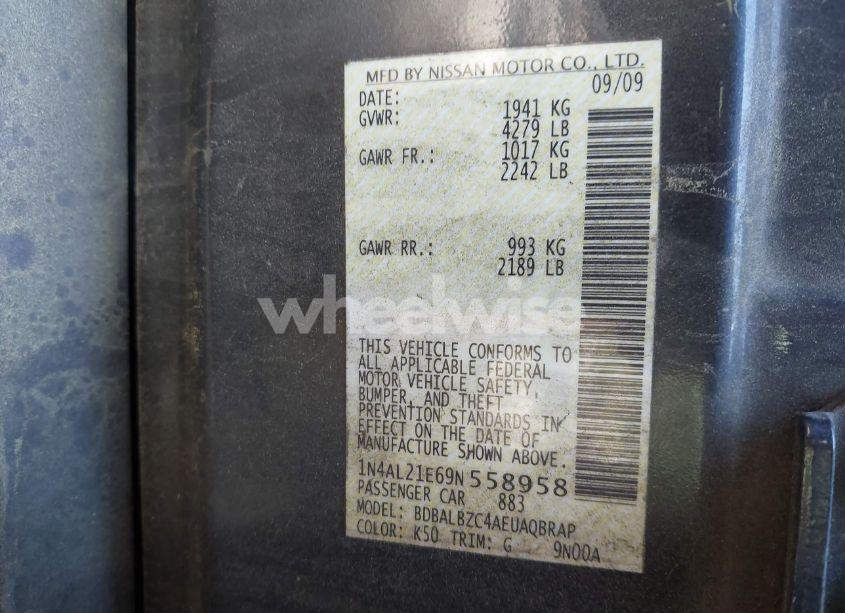 MFD BY NISSAN MOTOR CO., LTD.
DATE: 09/09
GVWR: 1941 KG
4279 LB
GAWR FR.: 1017 KG
2242 LB
GAWR RR.: 993 KG
2189 LB
wheelwise
THIS VEHICLE CONFORMS TO
ALL APPLICABLE FEDERAL
MOTOR VEHICLE SAFETY,
BUMPER, AND THEFT
PREVENTION STANDARDS IN
EFFECT ON THE DATE OF
MANUFACTURE SHOWN ABOVE.
1N4AL21E69N558958
PASSENGER CAR 883
MODEL: BDBALBZC4AEUAQBRAP
COLOR: K50 TRIM: G 9N00A